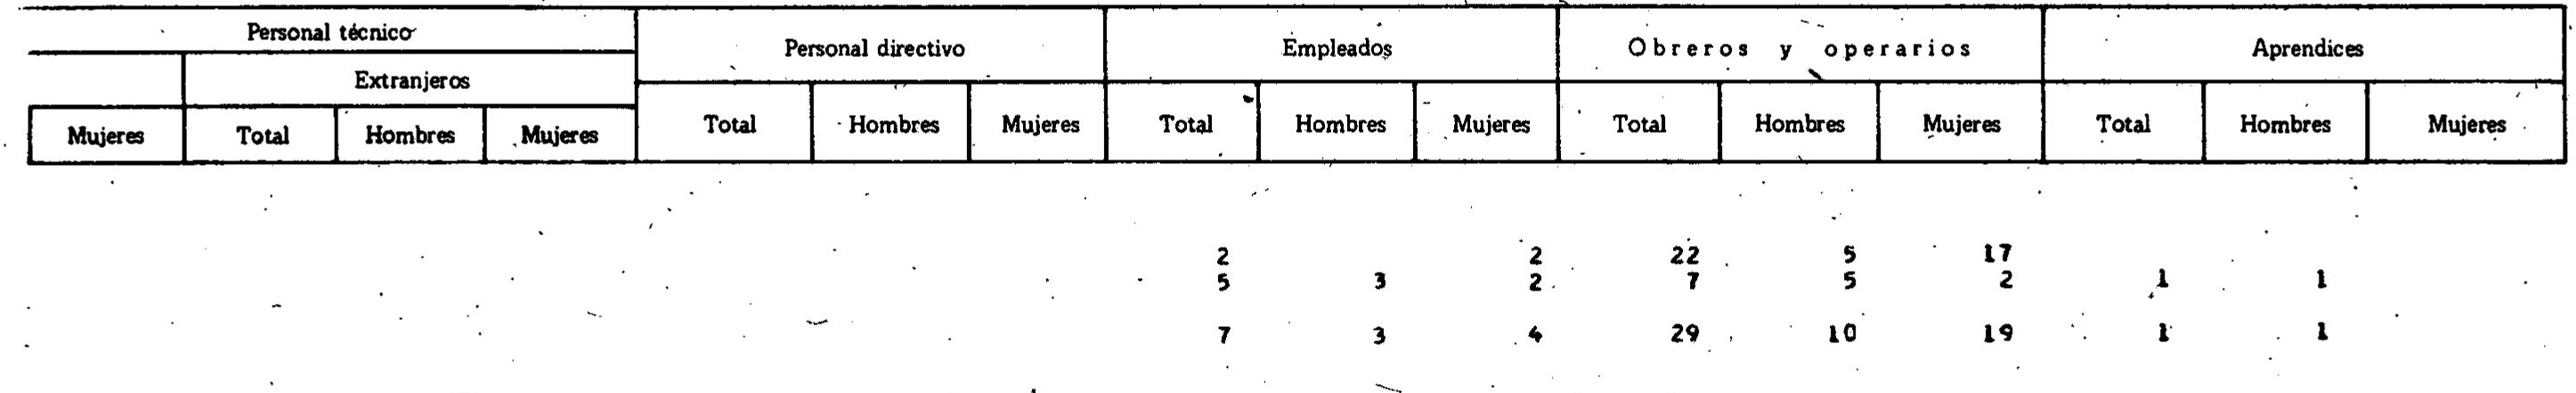 Personal técnico
Personal directivo Empleados Obreros y operarios Aprendices
Extranjeros
Mujeres Total Hombres Mujeres Total Hombres Mujeres Total Hombres Mujeres Total Hombres Mujeres Total Hombres Mujeres
2 2 22 5 17
5 3 2 7 5 2 1 1
7 3 4 29 10 19 1 1